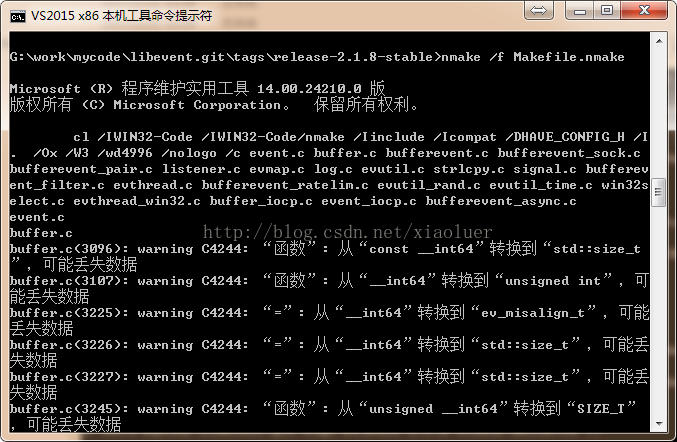 VS2015 x86 本机工具命令提示符
G:\work\mycode\libevent.git\tags\release-2.1.8-stable>nmake /f Makefile.nmake
Microsoft (R) 程序维护实用工具 14.00.24210.0 版
版权所有 (C) Microsoft Corporation。  保留所有权利。
cl /IWIN32-Code /IWIN32-Code/nmake /Iinclude /Icompat /DHAVE_CONFIG_H /I
.  /Ox /W3 /wd4996 /nologo /c event.c buffer.c bufferevent.c bufferevent_sock.c
bufferevent_pair.c listener.c evmap.c log.c evutil.c strlcpy.c signal.c bufferev
ent_filter.c evthread.c bufferevent_ratelim.c evutil_rand.c evutil_time.c win32s
elect.c evthread_win32.c buffer_iocp.c event_iocp.c bufferevent_async.c
event.c
buffer.c
http://blog.csdn.net/xiaoluer
buffer.c(3096): warning C4244: “函数”: 从“const __int64”转换到“std::size_t
”, 可能丢失数据
buffer.c(3107): warning C4244: “函数”: 从“__int64”转换到“unsigned int”, 可
能丢失数据
buffer.c(3225): warning C4244: “=”: 从“__int64”转换到“ev_misalign_t”, 可能
丢失数据
buffer.c(3226): warning C4244: “=”: 从“__int64”转换到“std::size_t”, 可能丢
失数据
buffer.c(3227): warning C4244: “=”: 从“__int64”转换到“std::size_t”, 可能丢
失数据
buffer.c(3245): warning C4244: “函数”: 从“unsigned __int64”转换到“SIZE_T”
, 可能丢失数据